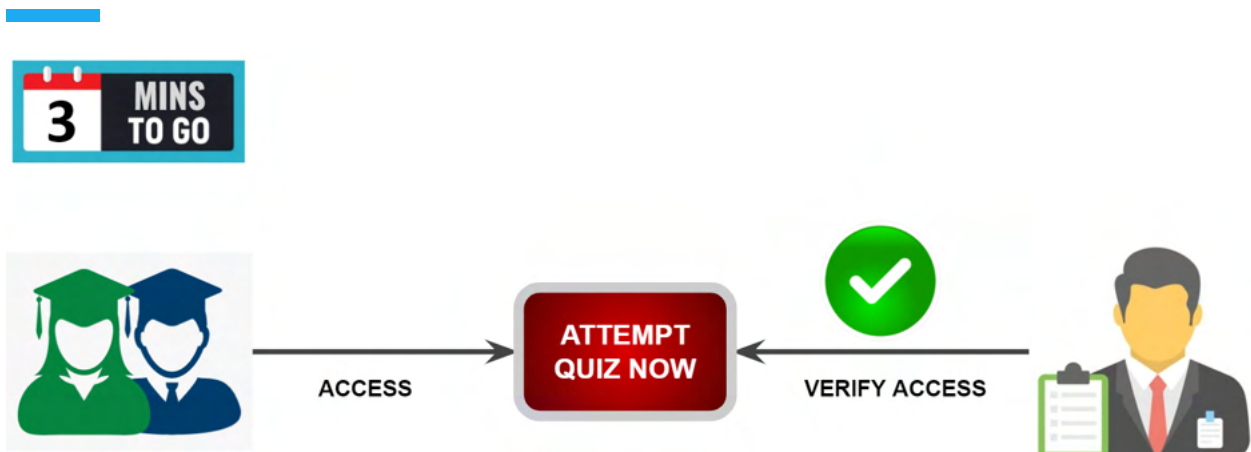 3
MINS
TO GO
ATTEMPT
QUIZ NOW
ACCESS
VERIFY ACCESS